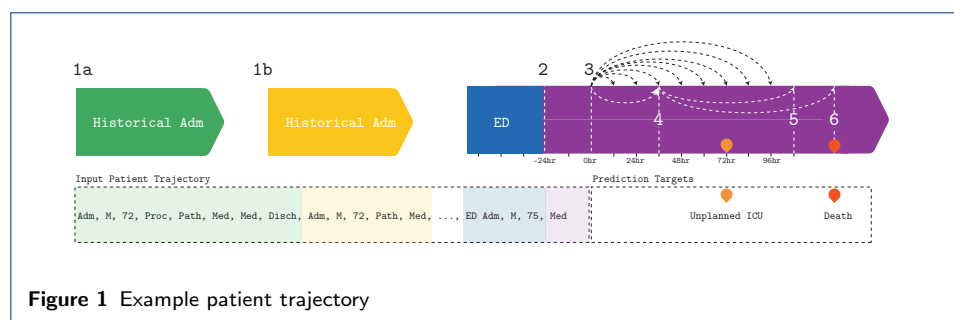 1a
1b
2
3
Historical Adm
Historical Adm
ED
4
5
6
-24hr
0hr
24hr
48hr
72hr
96hr
Input Patient Trajectory
Prediction Targets
Adm, M, 72, Proc, Path, Med, Med, Disch, Adm, M, 72, Path, Med, ..., ED Adm, M, 75, Med
Unplanned ICU
Death
Figure 1 Example patient trajectory